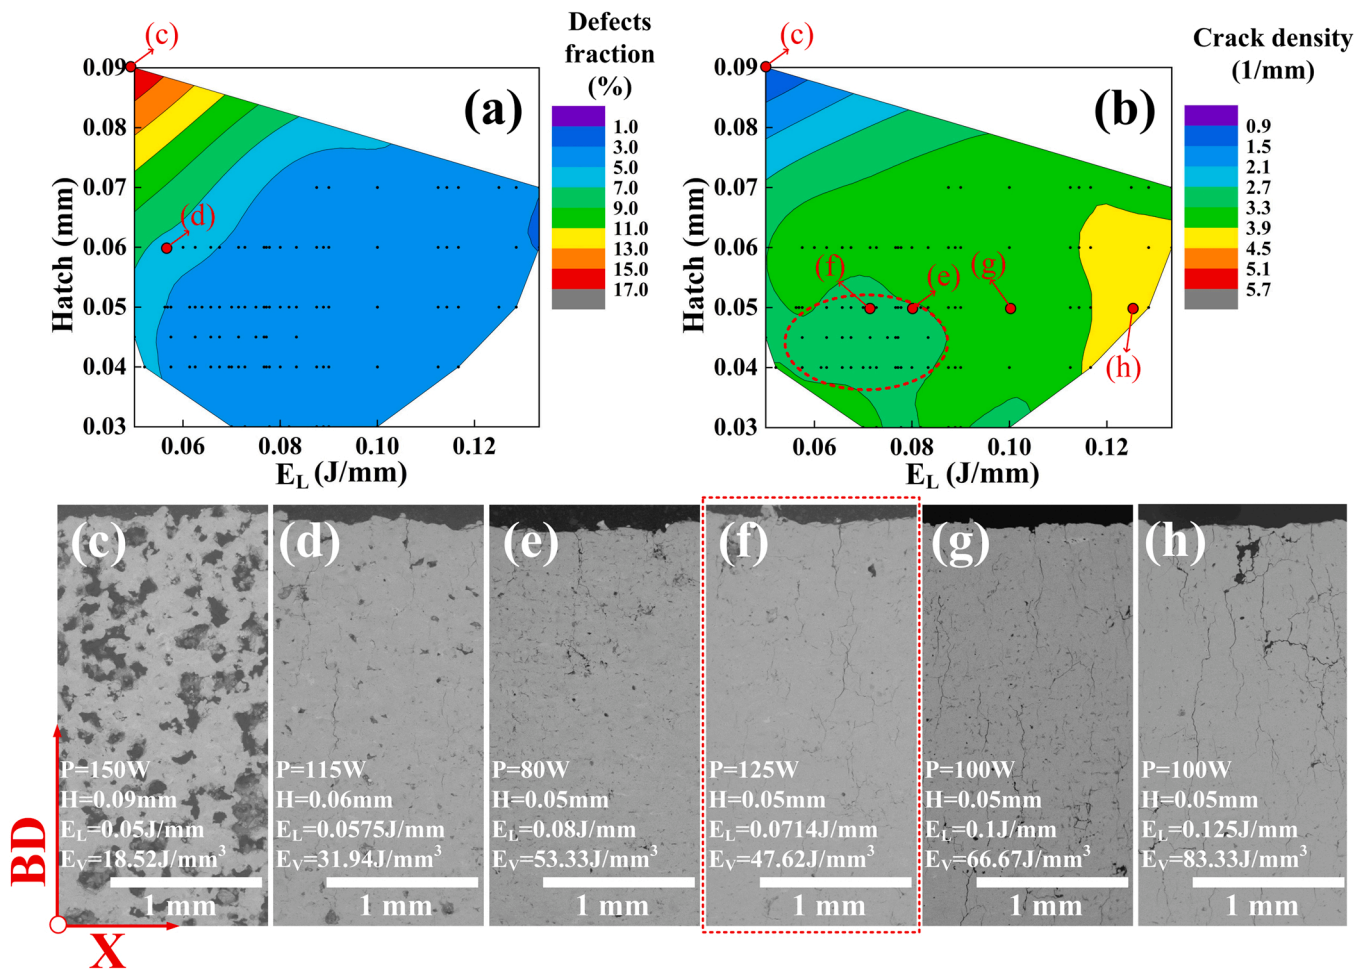 (c)
Defects
fraction
(%)
(a)
0.09
0.08
0.07
0.06
0.05
0.04
0.03
Hatch (mm)
(d)
0.06
0.08
0.10
0.12
E_L (J/mm)
1.0
3.0
5.0
7.0
9.0
11.0
13.0
15.0
17.0
(c)
Crack density
(1/mm)
(b)
0.09
0.08
0.07
0.06
0.05
0.04
0.03
Hatch (mm)
(f)
(e)
(g)
(h)
0.06
0.08
0.10
0.12
E_L (J/mm)
0.9
1.5
2.1
2.7
3.3
3.9
4.5
5.1
5.7
(c)
P=150W
H=0.09mm
E_L=0.05J/mm
E_V=18.52J/mm³
1 mm
(d)
P=115W
H=0.06mm
E_L=0.0575J/mm
E_V=31.94J/mm³
1 mm
(e)
P=80W
H=0.05mm
E_L=0.08J/mm
E_V=53.33J/mm³
1 mm
(f)
P=125W
H=0.05mm
E_L=0.0714J/mm
E_V=47.62J/mm³
1 mm
(g)
P=100W
H=0.05mm
E_L=0.1J/mm
E_V=66.67J/mm³
1 mm
(h)
P=100W
H=0.05mm
E_L=0.125J/mm
E_V=83.33J/mm³
1 mm
BD
X